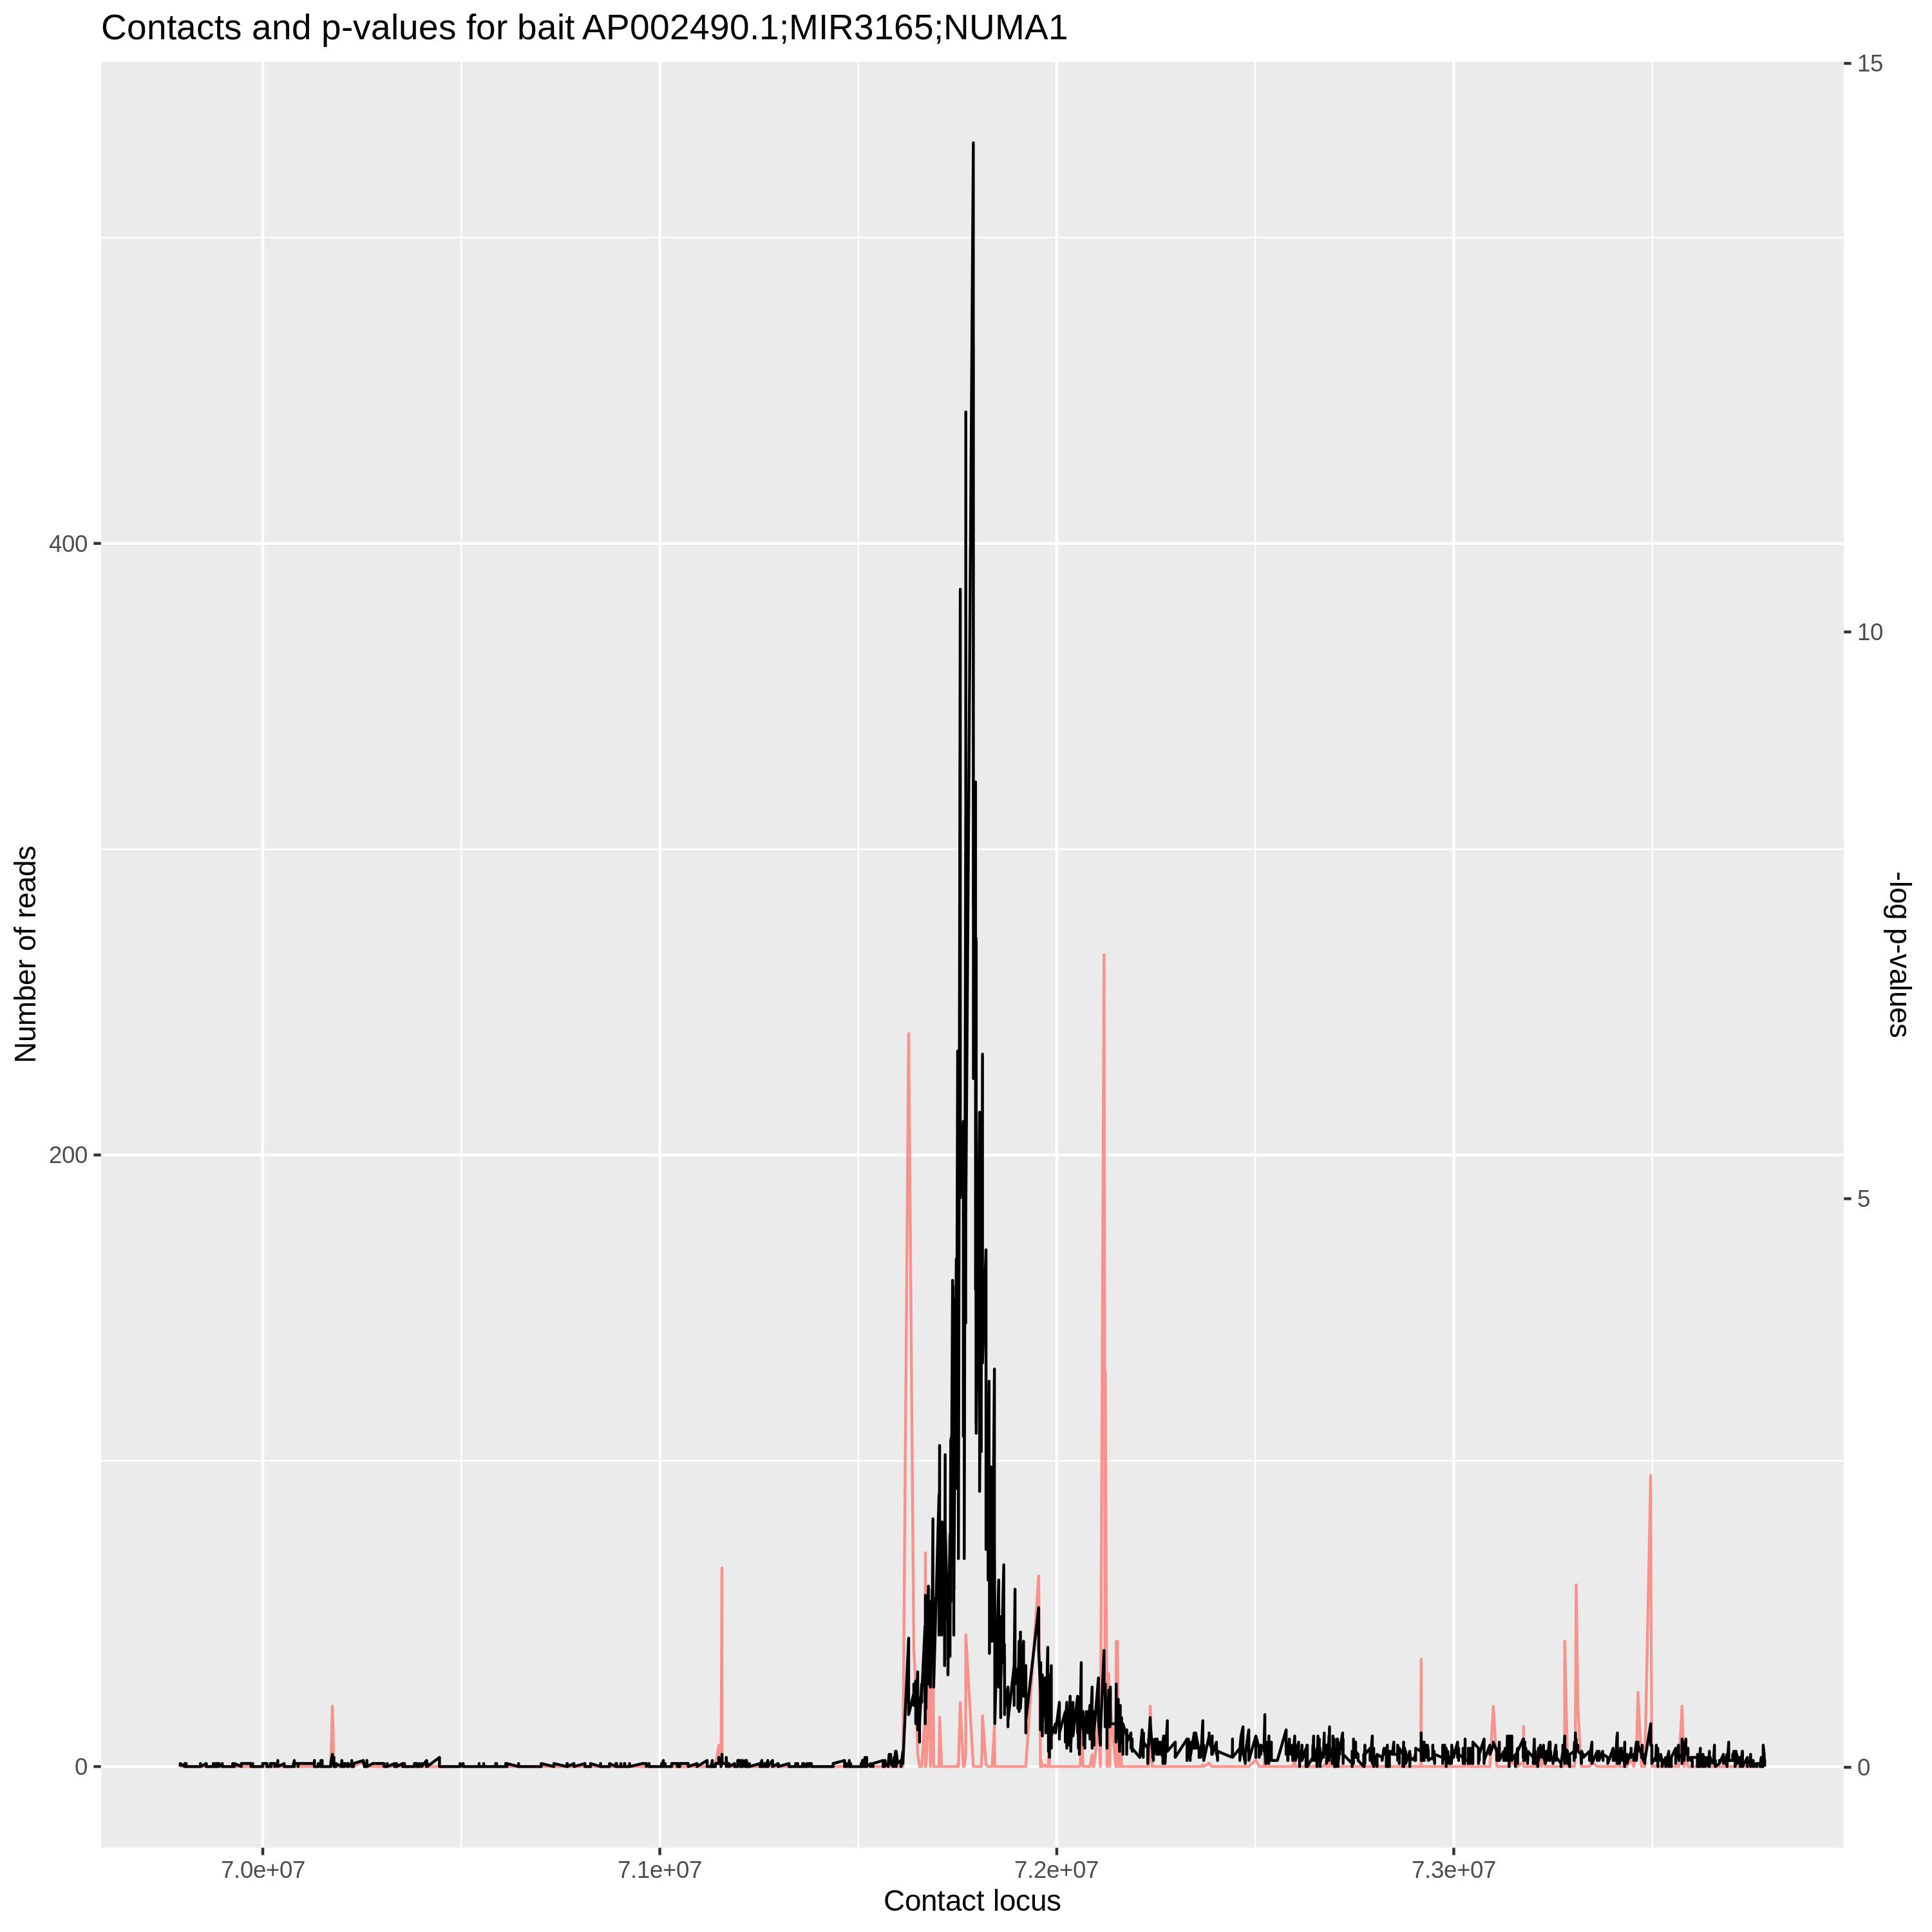 Contacts and p-values for bait AP002490.1;MIR3165;NUMA1
15
400
10
Number of reads
-log p-values
200
5
0
0
7.0e+07
7.1e+07
7.2e+07
7.3e+07
Contact locus